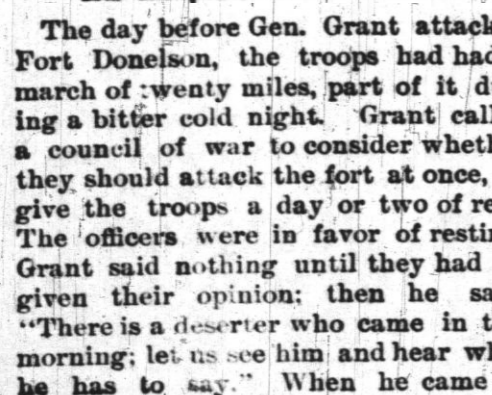 The day before Gen. Grant attack
Fort Donelson, the troops had had
march of twenty miles, part of it d
ing a bitter cold night. Grant call
a council of war to consider wheth
they should attack the fort at once,
give the troops a day or two of re
The officers were in favor of restin
Grant said nothing until they had
given their opinion; then he sa
"There is a deserter who came in t
morning; let us see him and hear wh
he has to say." When he came